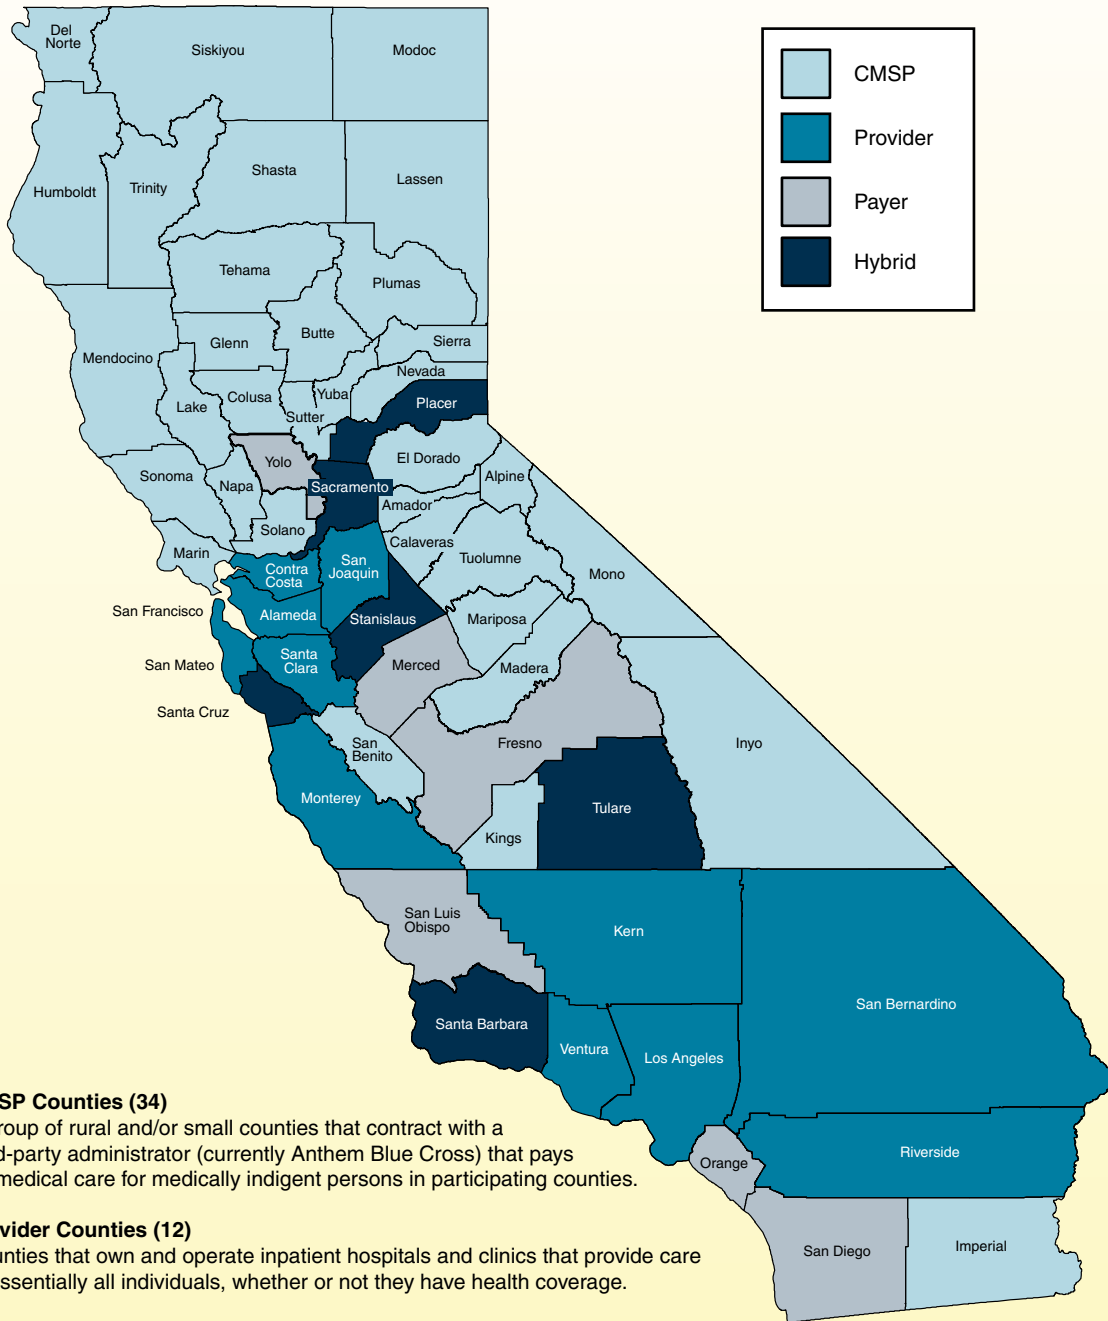 Del
Norte
Siskiyou
Modoc
CMSP
Provider
Payer
Hybrid
Humboldt
Trinity
Shasta
Lassen
Tehama
Plumas
Mendocino
Glenn
Butte
Sierra
Nevada
Lake
Colusa
Sutter
Yuba
Placer
Sonoma
Napa
Yolo
Sacramento
El Dorado
Alpine
Amador
Solano
Marin
Calaveras
Tuolumne
Mono
Contra
Costa
San
Joaquin
San Francisco
Alameda
Stanislaus
Mariposa
San Mateo
Santa
Clara
Merced
Madera
Santa Cruz
San
Benito
Fresno
Inyo
Monterey
Kings
Tulare
San Luis
Obispo
Kern
San Bernardino
Santa Barbara
Ventura
Los Angeles
Riverside
Orange
San Diego
Imperial
SP Counties (34)
roup of rural and/or small counties that contract with a
d-party administrator (currently Anthem Blue Cross) that pays
medical care for medically indigent persons in participating counties.
vider Counties (12)
unties that own and operate inpatient hospitals and clinics that provide care
ssentially all individuals, whether or not they have health coverage.